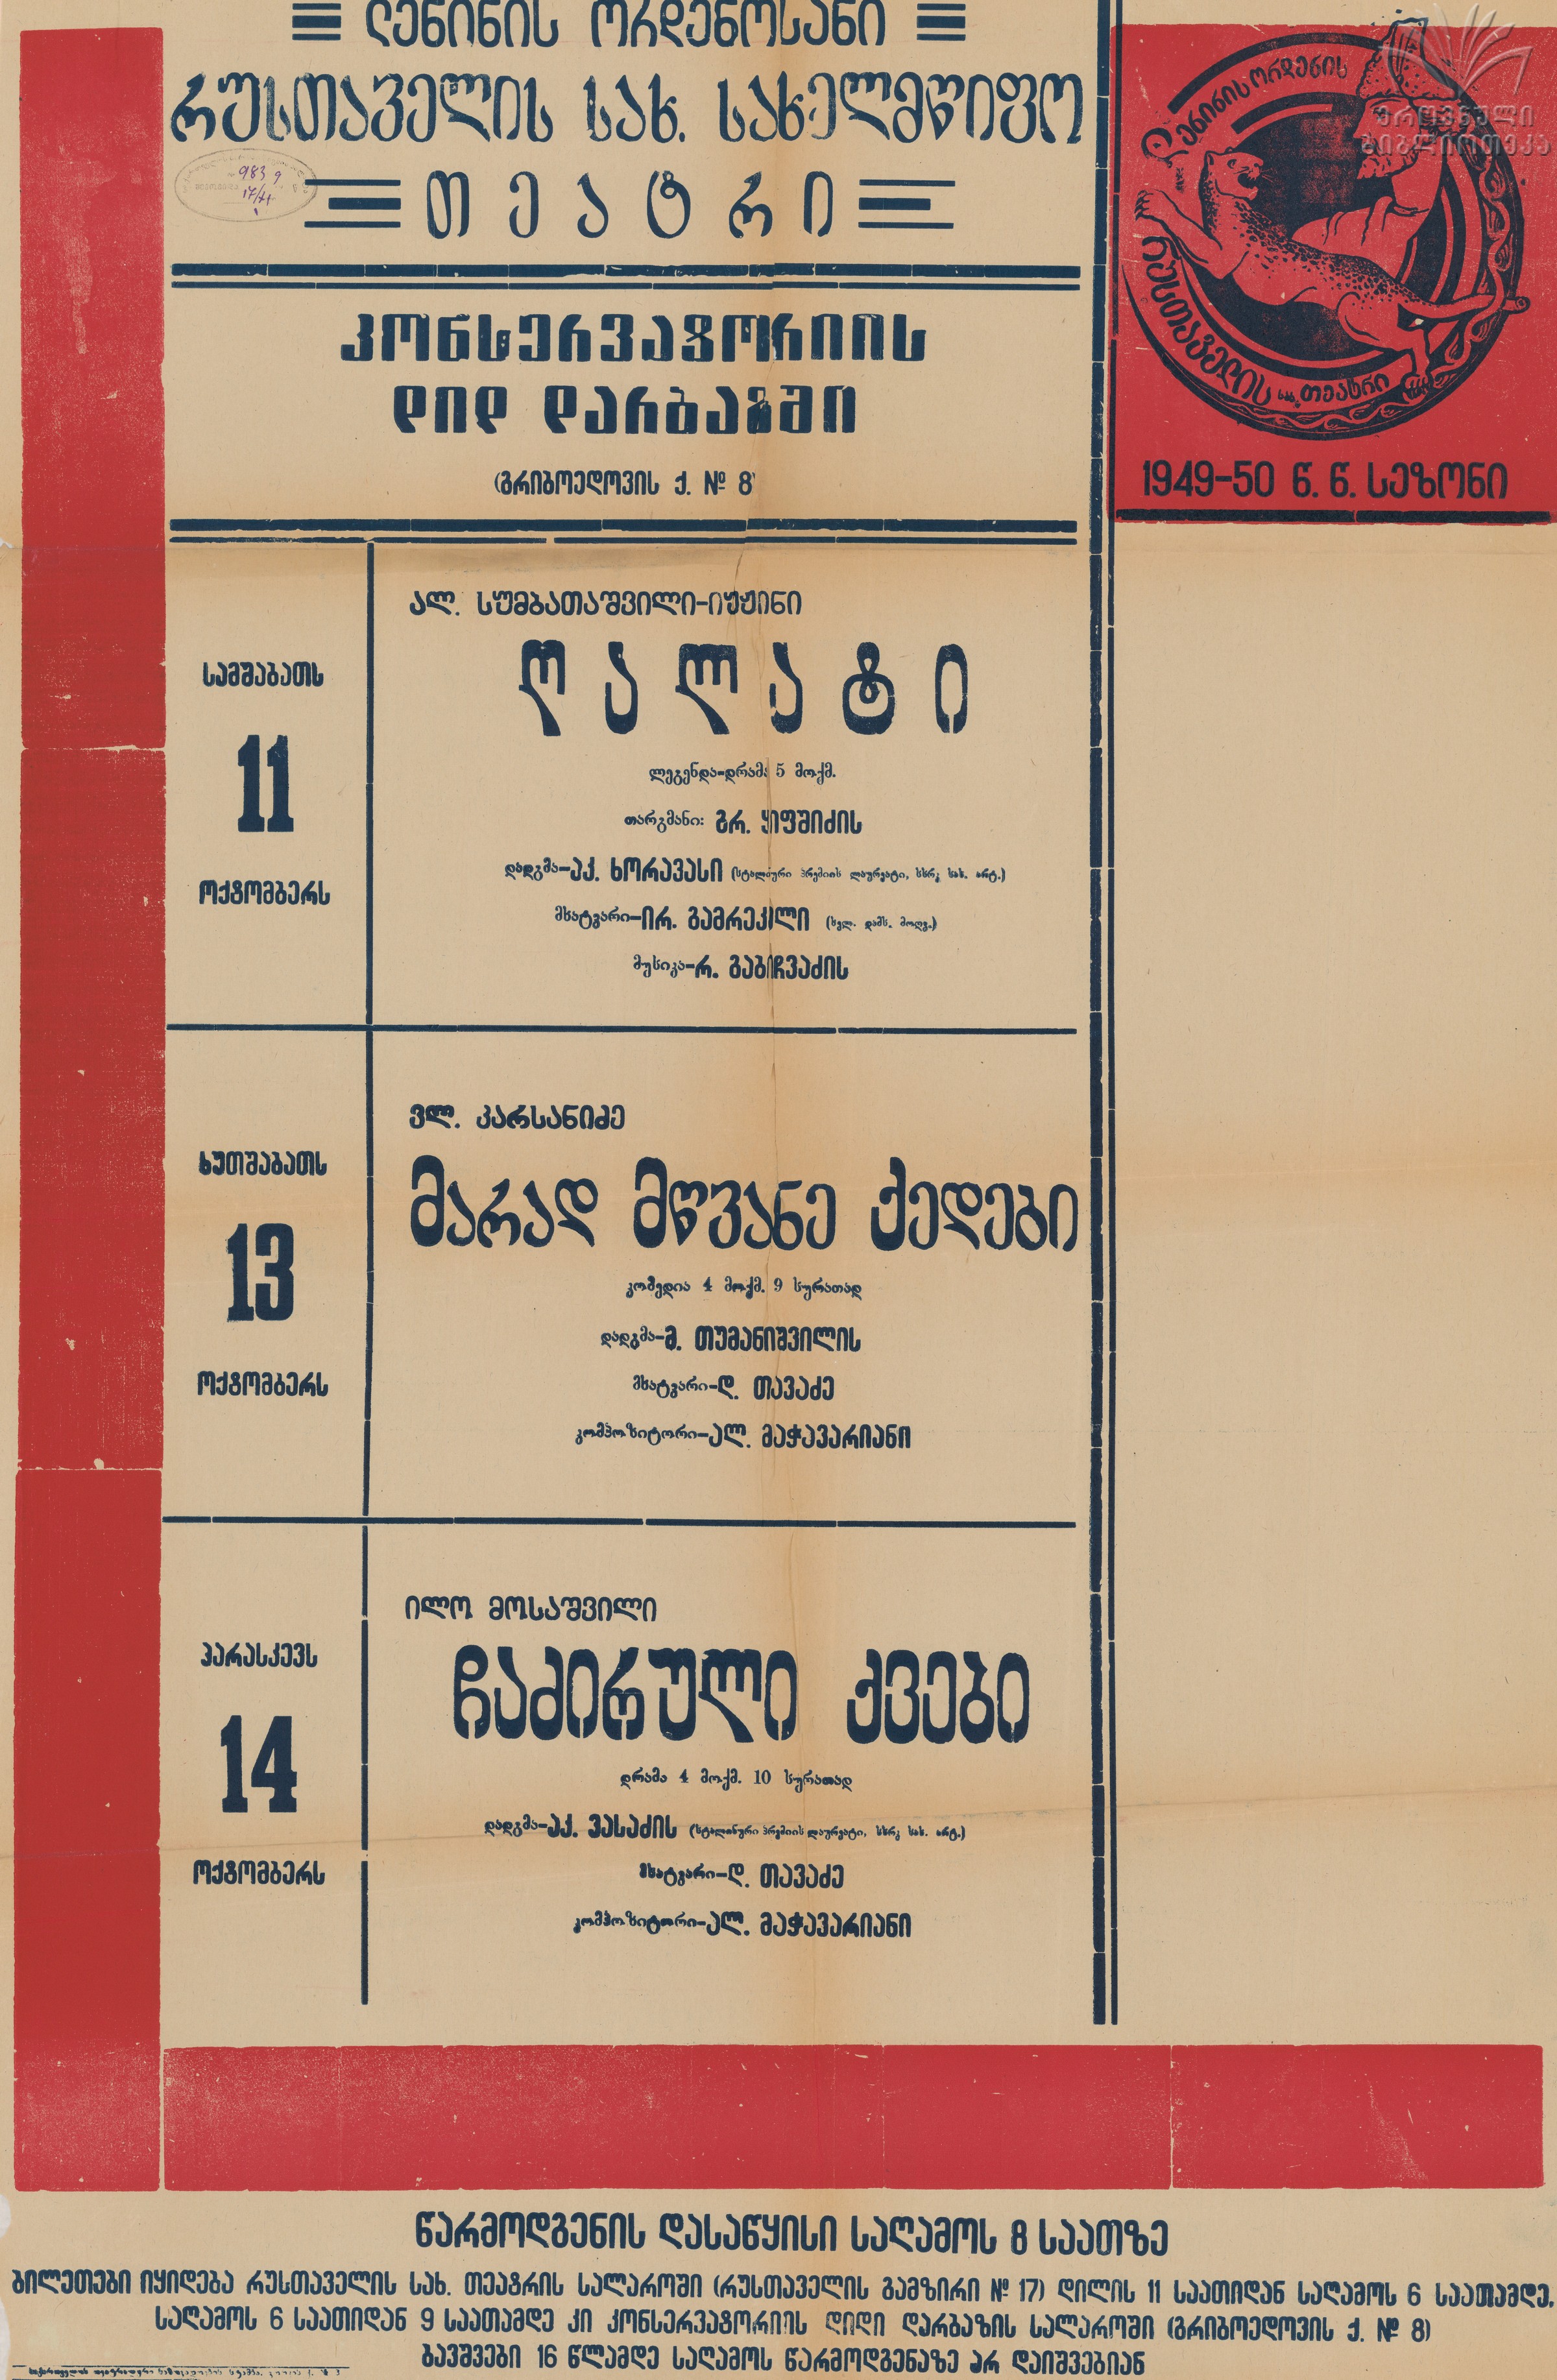 ლენინის ორდენოსანი
რუსთაველის სახ. სახელმწიფო
თეატრი
ლენინის ორდენის
რუსთაველის სახ. თეატრი
1949-50 წ. წ. სეზონი
ეროვნული
ბიბლიოთეკა
983 9
17/XI
კონსერვატორიის
დიდ დარბაზში
(გრიბოედოვის ქ. № 8)
სამშაბათს
11
ოქტომბერს
ალ. სუმბათაშვილი-იუჟინი
ღალატი
ლეგენდა-დრამა 5 მოქმ.
თარგმანი: გრ. ყიფშიძის
დადგმა-აკ. ხორავასი (სტალინური პრემიის ლაურეატი, სსრკ სახ. არტ.)
მხატვარი-ირ. გამრეკელი (ხელ. დამს. მოღვ.)
მუსიკა-რ. გაბიჩვაძის
ხუთშაბათს
13
ოქტომბერს
ვლ. კარსანიძე
მარად მწვანე ქედები
კომედია 4 მოქმ. 9 სურათად
დადგმა-მ. თუმანიშვილის
მხატვარი-დ. თავაძე
კომპოზიტორი-ალ. მაჭავარიანი
პარასკევს
14
ოქტომბერს
ილო მოსაშვილი
ჩაძირული ქვები
დრამა 4 მოქმ. 10 სურათად
დადგმა-აკ. ვასაძის (სტალინური პრემიის ლაურეატი, სსრკ სახ. არტ.)
მხატვარი-დ. თავაძე
კომპოზიტორი-ალ. მაჭავარიანი
წარმოდგენის დასაწყისი საღამოს 8 საათზე
ბილეთები იყიდება რუსთაველის სახ. თეატრის სალაროში (რუსთაველის გამზირი № 17) დილის 11 საათიდან საღამოს 6 საათამდე.
საღამოს 6 საათიდან 9 საათამდე კი კონსერვატორიის დიდი დარბაზის სალაროში (გრიბოედოვის ქ. № 8)
ბავშვები 16 წლამდე საღამოს წარმოდგენაზე არ დაიშვებიან